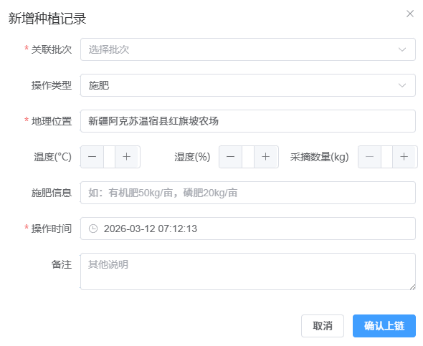 新增种植记录
* 关联批次 选择批次
操作类型 施肥
* 地理位置 新疆阿克苏温宿县红旗坡农场
温度(℃) 湿度(%) 采摘数量(kg)
施肥信息 如：有机肥50kg/亩，磷肥20kg/亩
* 操作时间 2026-03-12 07:12:13
备注 其他说明
取消 确认上链